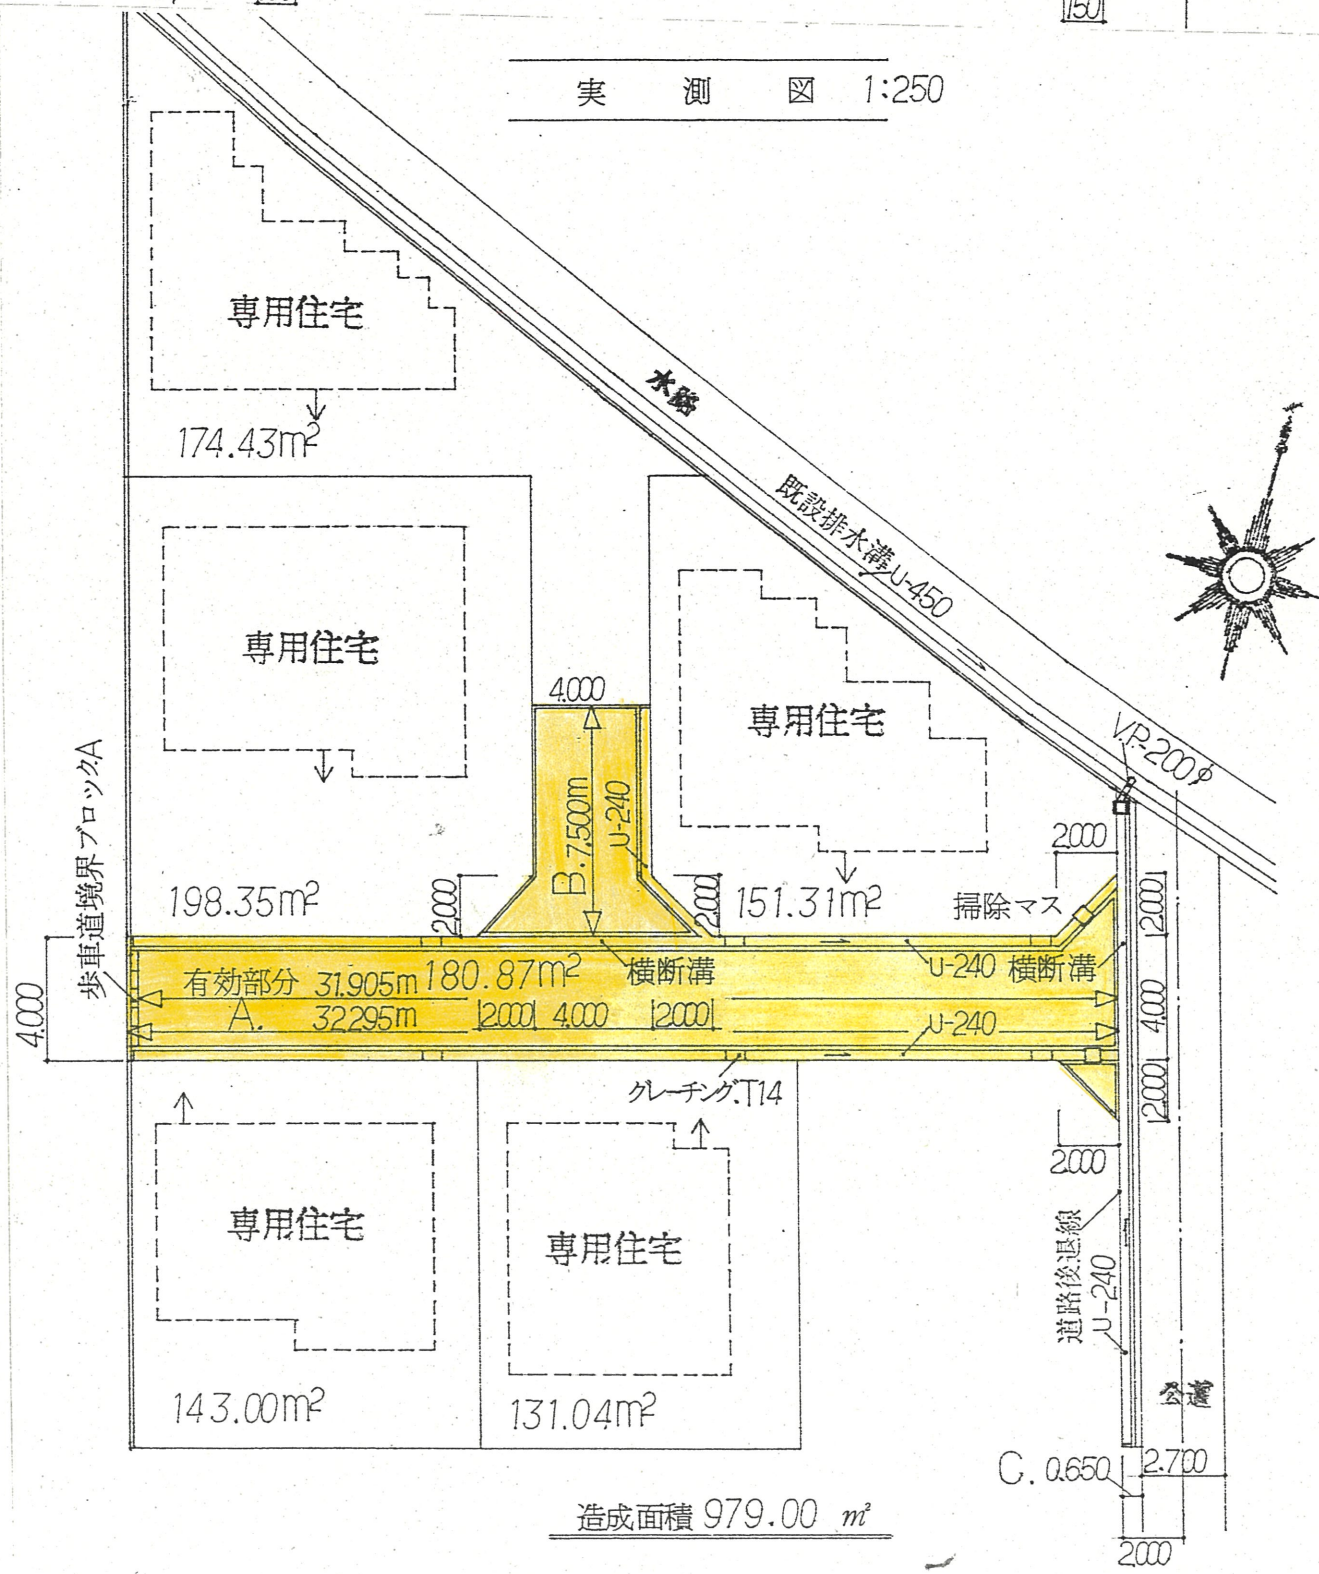 150
実測図 1:250
専用住宅
174.43m²
水路
既設排水溝 U-450
専用住宅
専用住宅
4.000
B. 7.500m
U-240
V.P.-200φ
歩車道境界ブロックA
198.35m²
2.000
2.000
151.31m²
2.000
掃除マス
2.000
有効部分 31.905m
180.87m²
横断溝
U-240
横断溝
A. 32.295m
2.000
4.000
2.000
U-240
4.000
4.000
グレーチング.T14
2.000
2.000
専用住宅
専用住宅
道路後退線
U-240
公道
143.00m²
131.04m²
C. 0.650
2.700
2.000
造成面積 979.00 m²